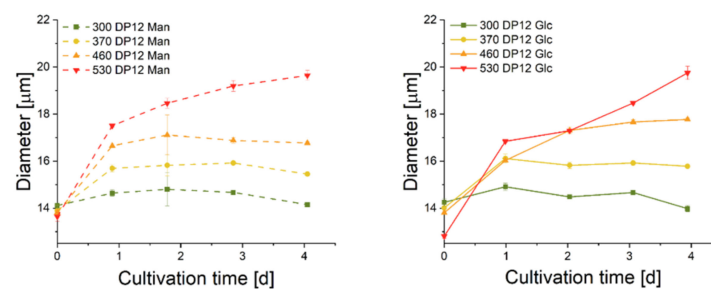 22
20
18
16
14
Diameter [μm]
300 DP12 Man
370 DP12 Man
460 DP12 Man
530 DP12 Man
0 1 2 3 4
Cultivation time [d]
22
20
18
16
14
Diameter [μm]
300 DP12 Glc
370 DP12 Glc
460 DP12 Glc
530 DP12 Glc
0 1 2 3 4
Cultivation time [d]